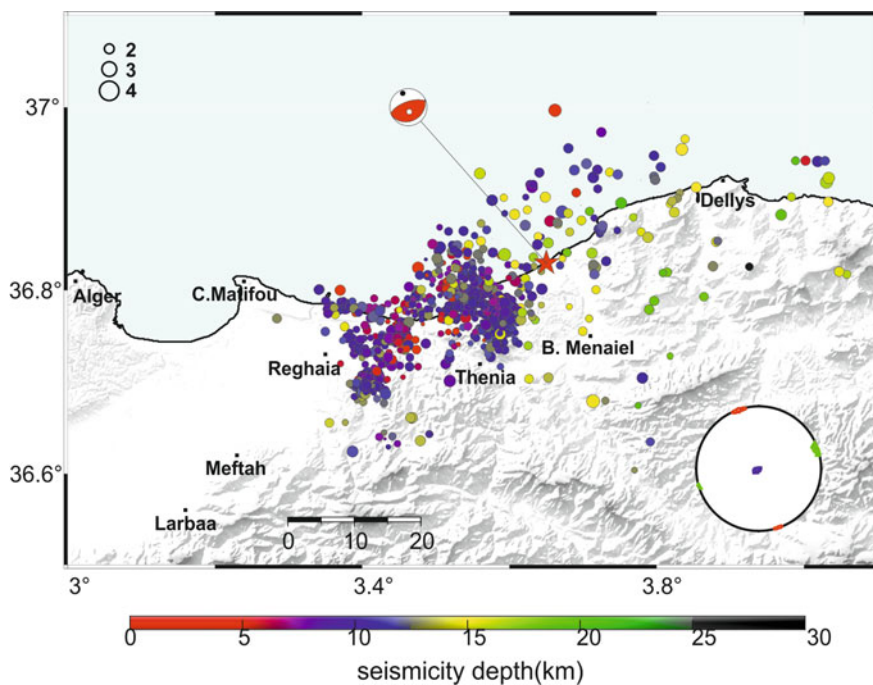 2
3
4
37°
Dellys
36.8
Alger
C.Matifou
B. Menaiel
Reghaia
Thenia
36.6
Meftah
Larbaa
0 10 20
3° 3.4° 3.8°
0 5 10 15 20 25 30
seismicity depth(km)